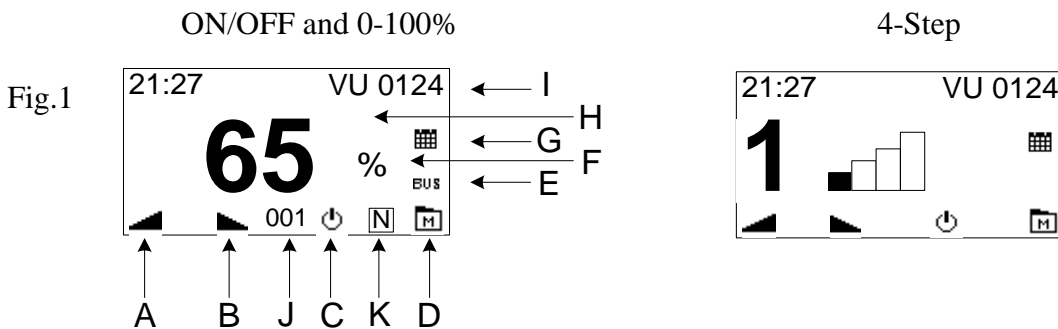 ON/OFF and 0-100%
4-Step
Fig.1
21:27 VU 0124
I
H
65 %
G
F
BUS
E
001 N M
A B J C K D
21:27 VU 0124
1
M